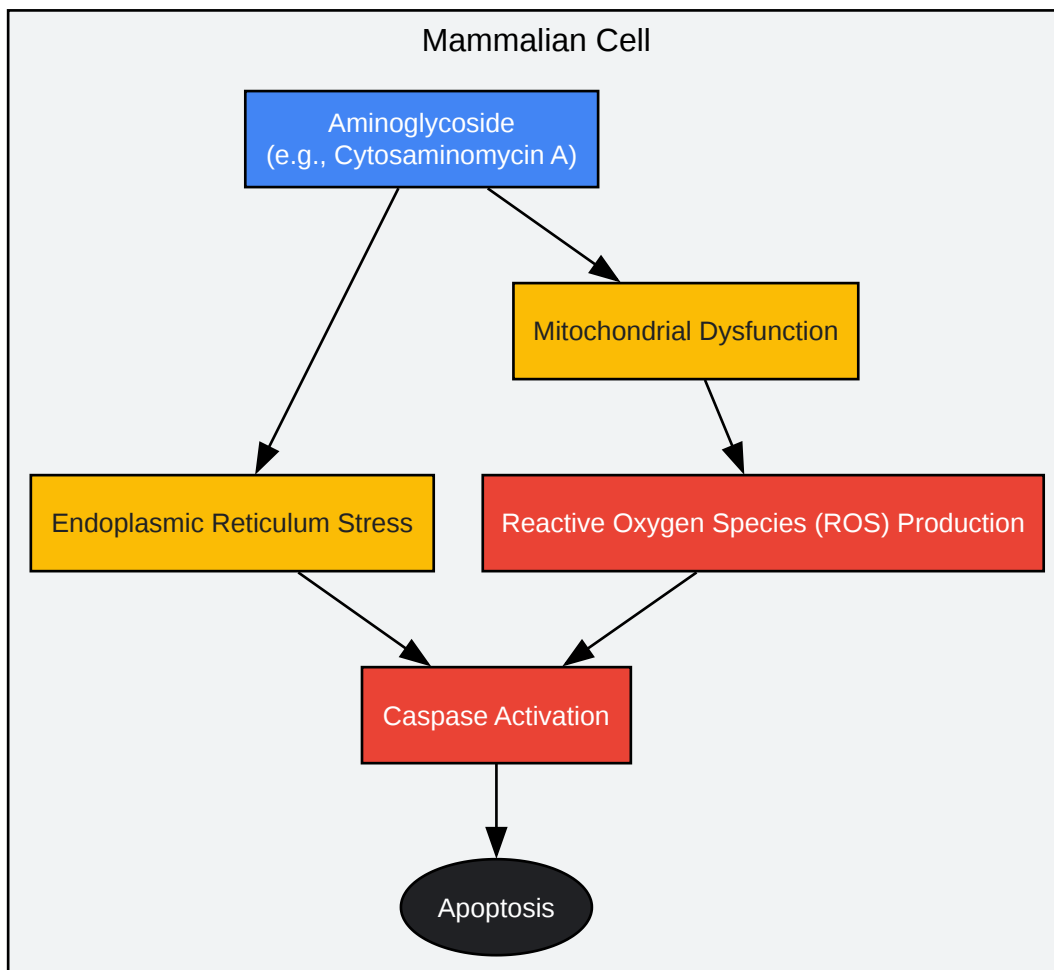 Mammalian Cell
Aminoglycoside
(e.g., Cytosaminomycin A)
Mitochondrial Dysfunction
Endoplasmic Reticulum Stress
Reactive Oxygen Species (ROS) Production
Caspase Activation
Apoptosis